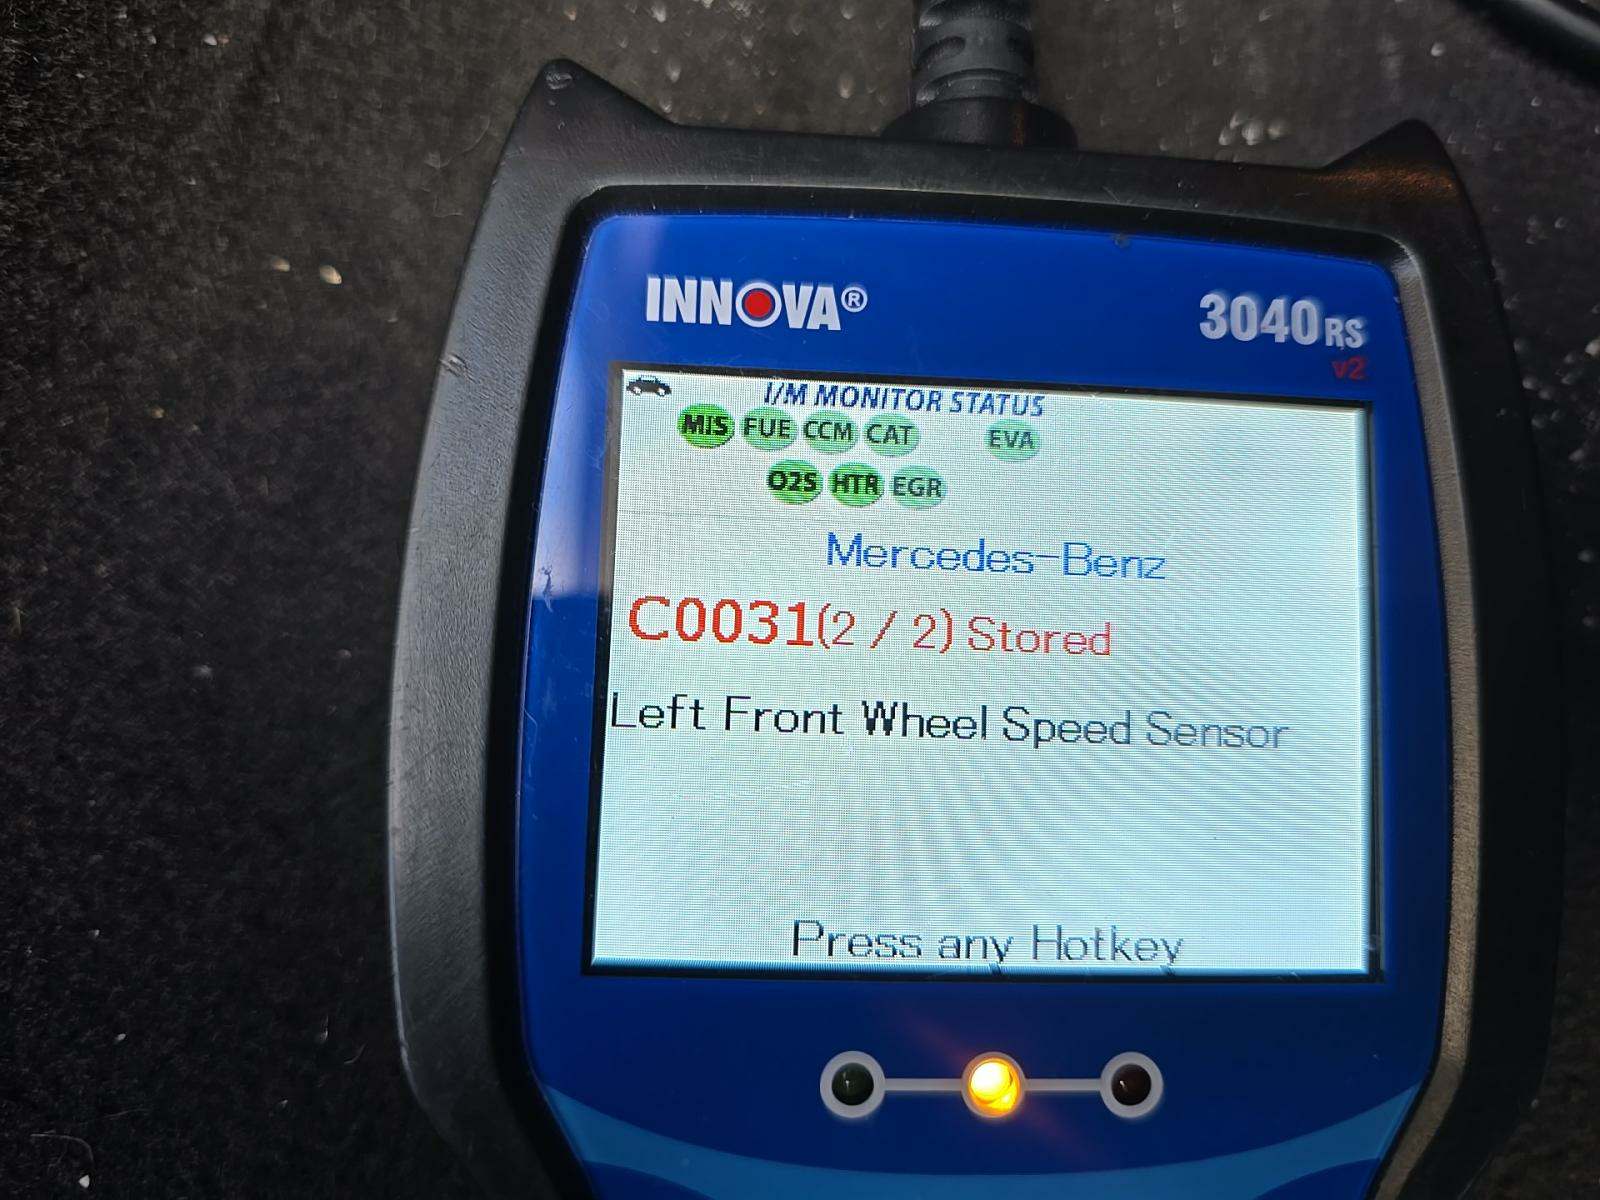 INNOVA®
3040RS
v2
I/M MONITOR STATUS
MIS FUE CCM CAT EVA
O2S HTR EGR
Mercedes-Benz
C0031(2 / 2) Stored
Left Front Wheel Speed Sensor
Press any Hotkey